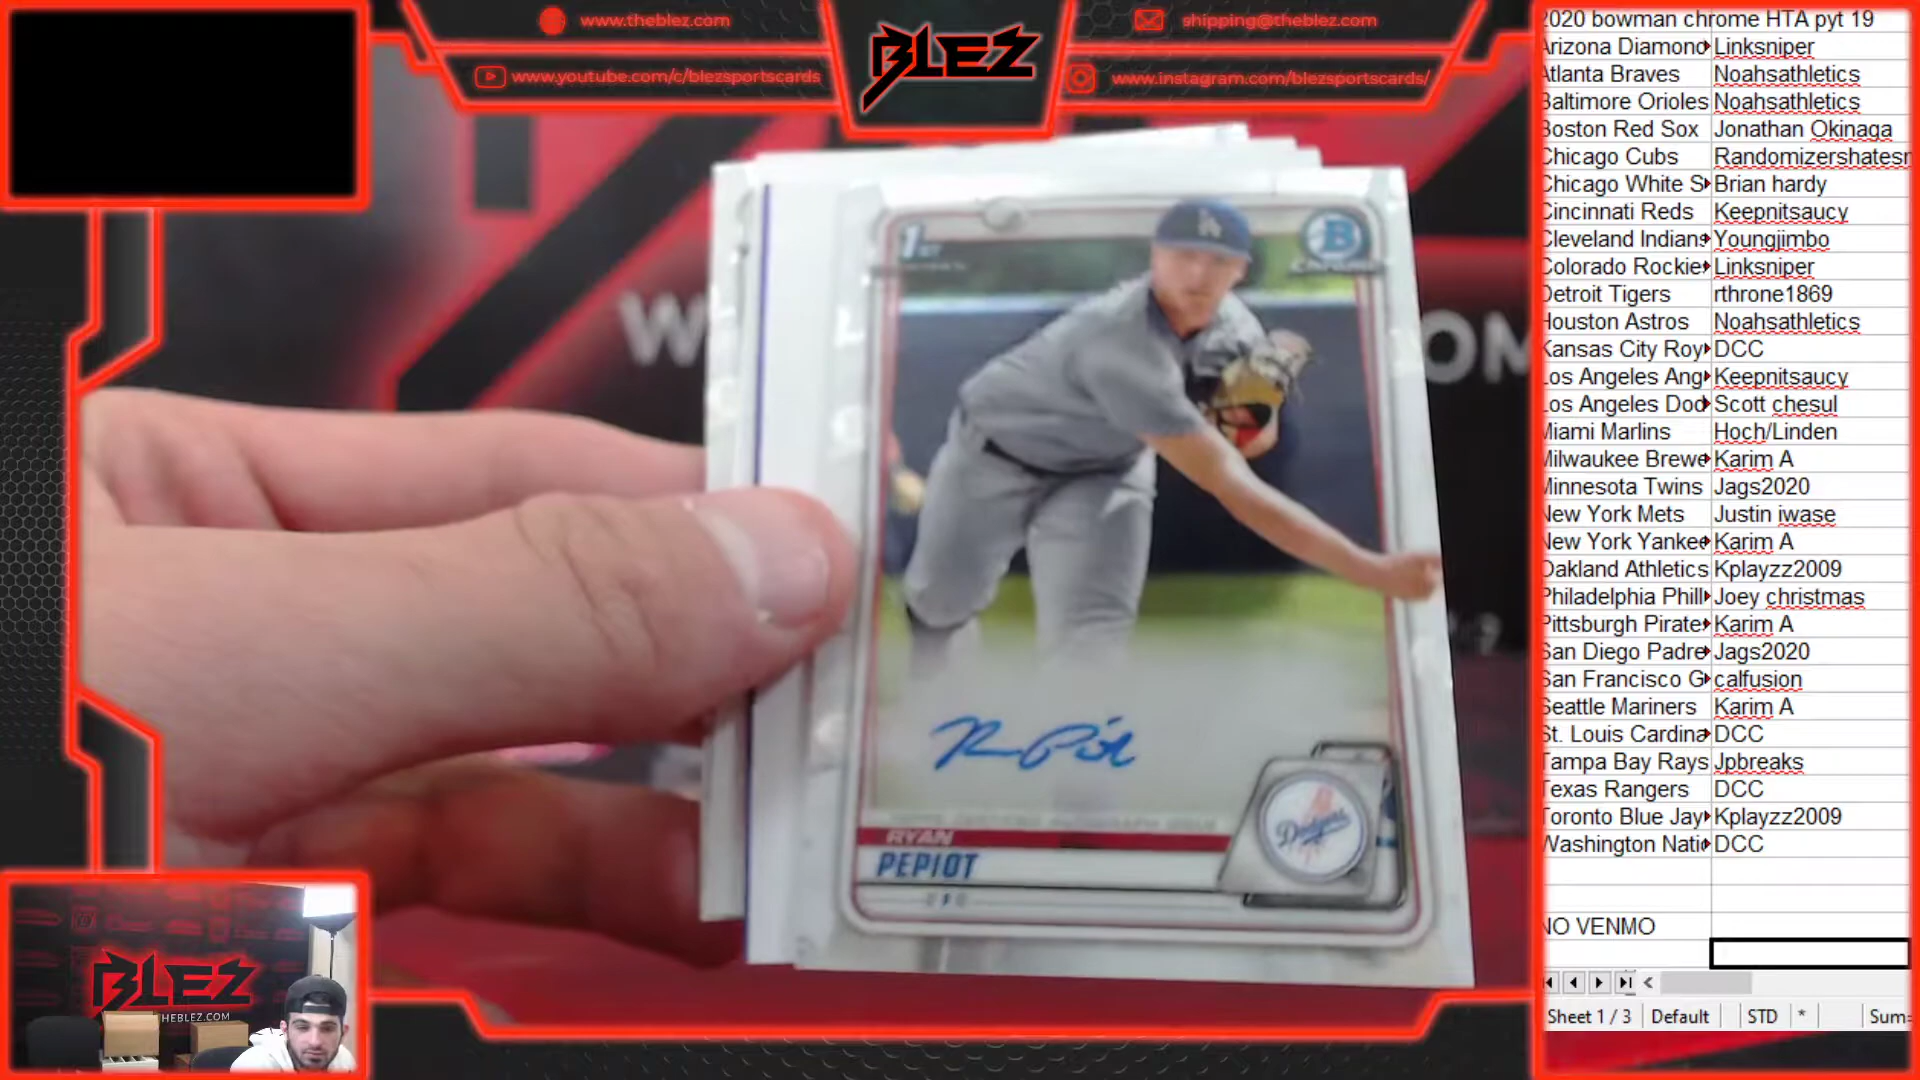 www.theblez.com
www.youtube.com/c/blezsportscards
BLEZ
shipping@theblez.com
www.instagram.com/blezsportscards/
1ST
B
LA
RYAN
PEPIOT
Dodgers
BLEZ
THEBLEZ.COM
2020 bowman chrome HTA pyt 19
Arizona Diamond Linksniper
Atlanta Braves Noahsathletics
Baltimore Orioles Noahsathletics
Boston Red Sox Jonathan Okinaga
Chicago Cubs Randomizershatesm
Chicago White S Brian hardy
Cincinnati Reds Keepnitsaucy
Cleveland Indians Youngjimbo
Colorado Rockie Linksniper
Detroit Tigers rthrone1869
Houston Astros Noahsathletics
Kansas City Roy DCC
Los Angeles Ang Keepnitsaucy
Los Angeles Dod Scott chesul
Miami Marlins Hoch/Linden
Milwaukee Brewe Karim A
Minnesota Twins Jags2020
New York Mets Justin iwase
New York Yankee Karim A
Oakland Athletics Kplayzz2009
Philadelphia Phill Joey christmas
Pittsburgh Pirate Karim A
San Diego Padre Jags2020
San Francisco G calfusion
Seattle Mariners Karim A
St. Louis Cardina DCC
Tampa Bay Rays Jpbreaks
Texas Rangers DCC
Toronto Blue Jay Kplayzz2009
Washington Natio DCC
NO VENMO
Sheet 1 / 3 Default STD * Sum=